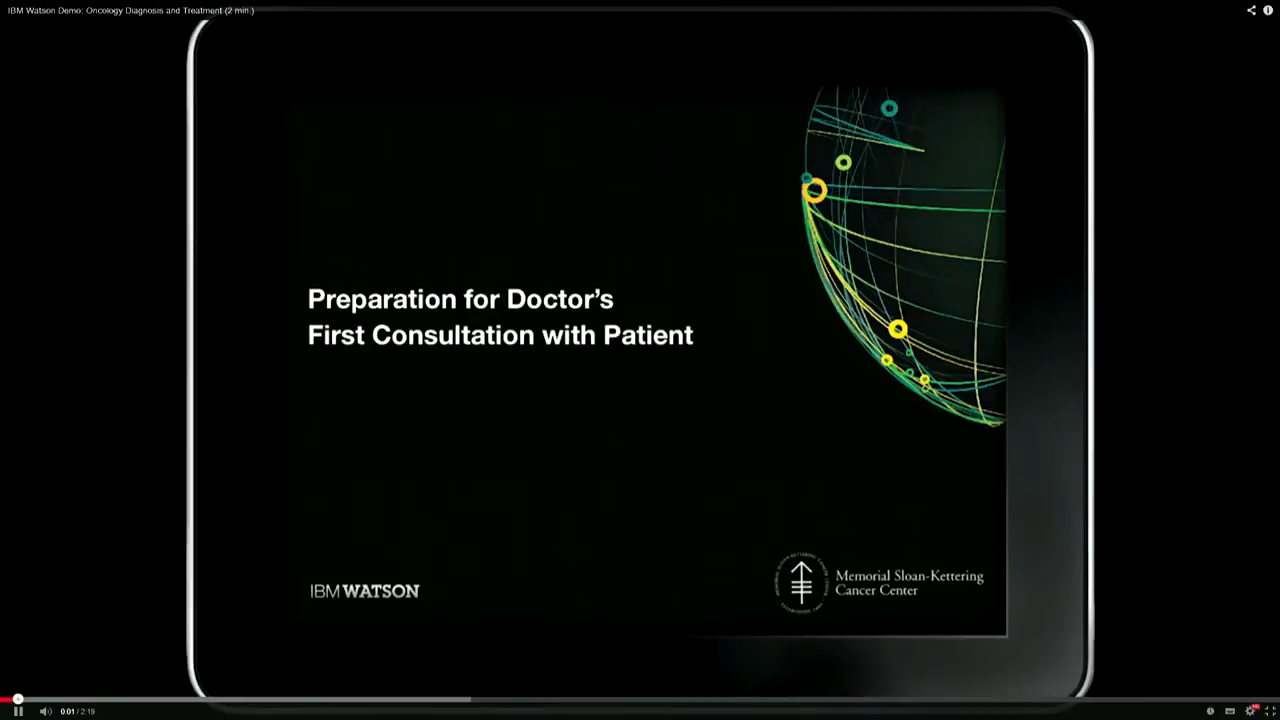 IBM Watson Demo: Oncology Diagnosis and Treatment (2 min.)
Preparation for Doctor's
First Consultation with Patient
IBM WATSON
Memorial Sloan-Kettering
Cancer Center
0:01 / 2:19
HD